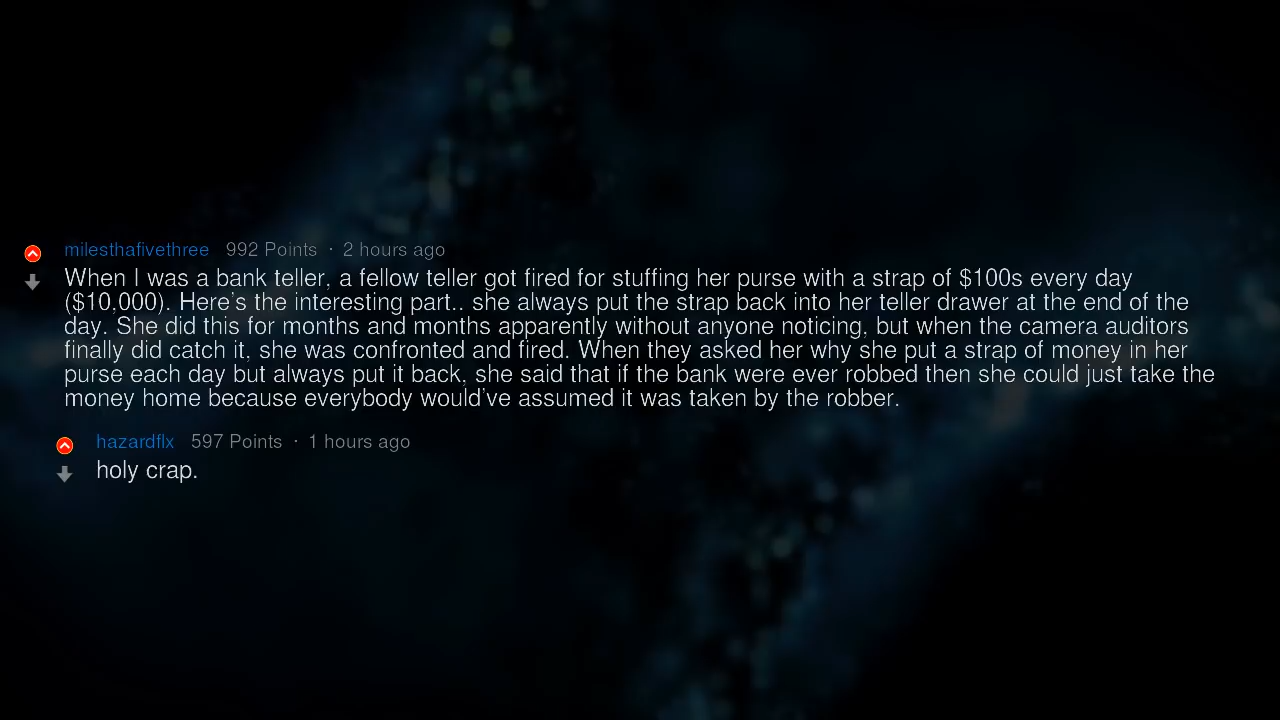 milesthafivethree 992 Points · 2 hours ago
When I was a bank teller, a fellow teller got fired for stuffing her purse with a strap of $100s every day
($10,000). Here's the interesting part.. she always put the strap back into her teller drawer at the end of the
day. She did this for months and months apparently without anyone noticing, but when the camera auditors
finally did catch it, she was confronted and fired. When they asked her why she put a strap of money in her
purse each day but always put it back, she said that if the bank were ever robbed then she could just take the
money home because everybody would've assumed it was taken by the robber.
hazardflx 597 Points · 1 hours ago
holy crap.